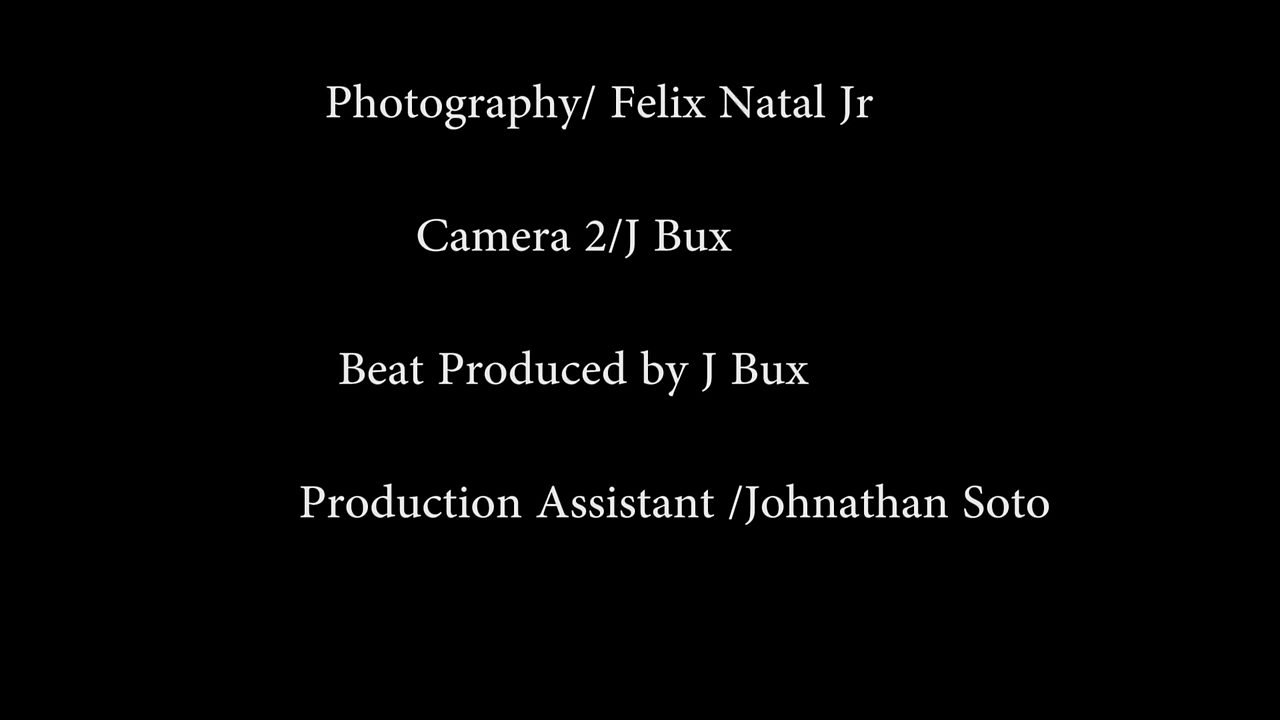 Photography/ Felix Natal Jr
Camera 2/J Bux
Beat Produced by J Bux
Production Assistant /Johnathan Soto